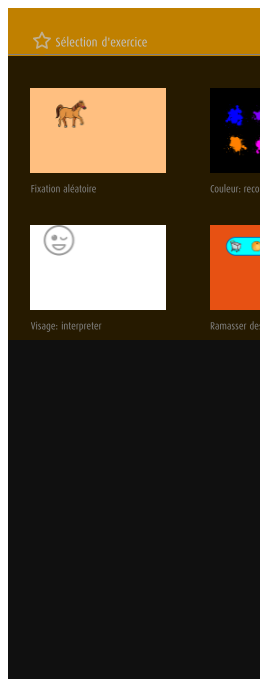 Sélection d'exercice
Fixation aléatoire
Couleur: reco
Visage: interpreter
Ramasser des